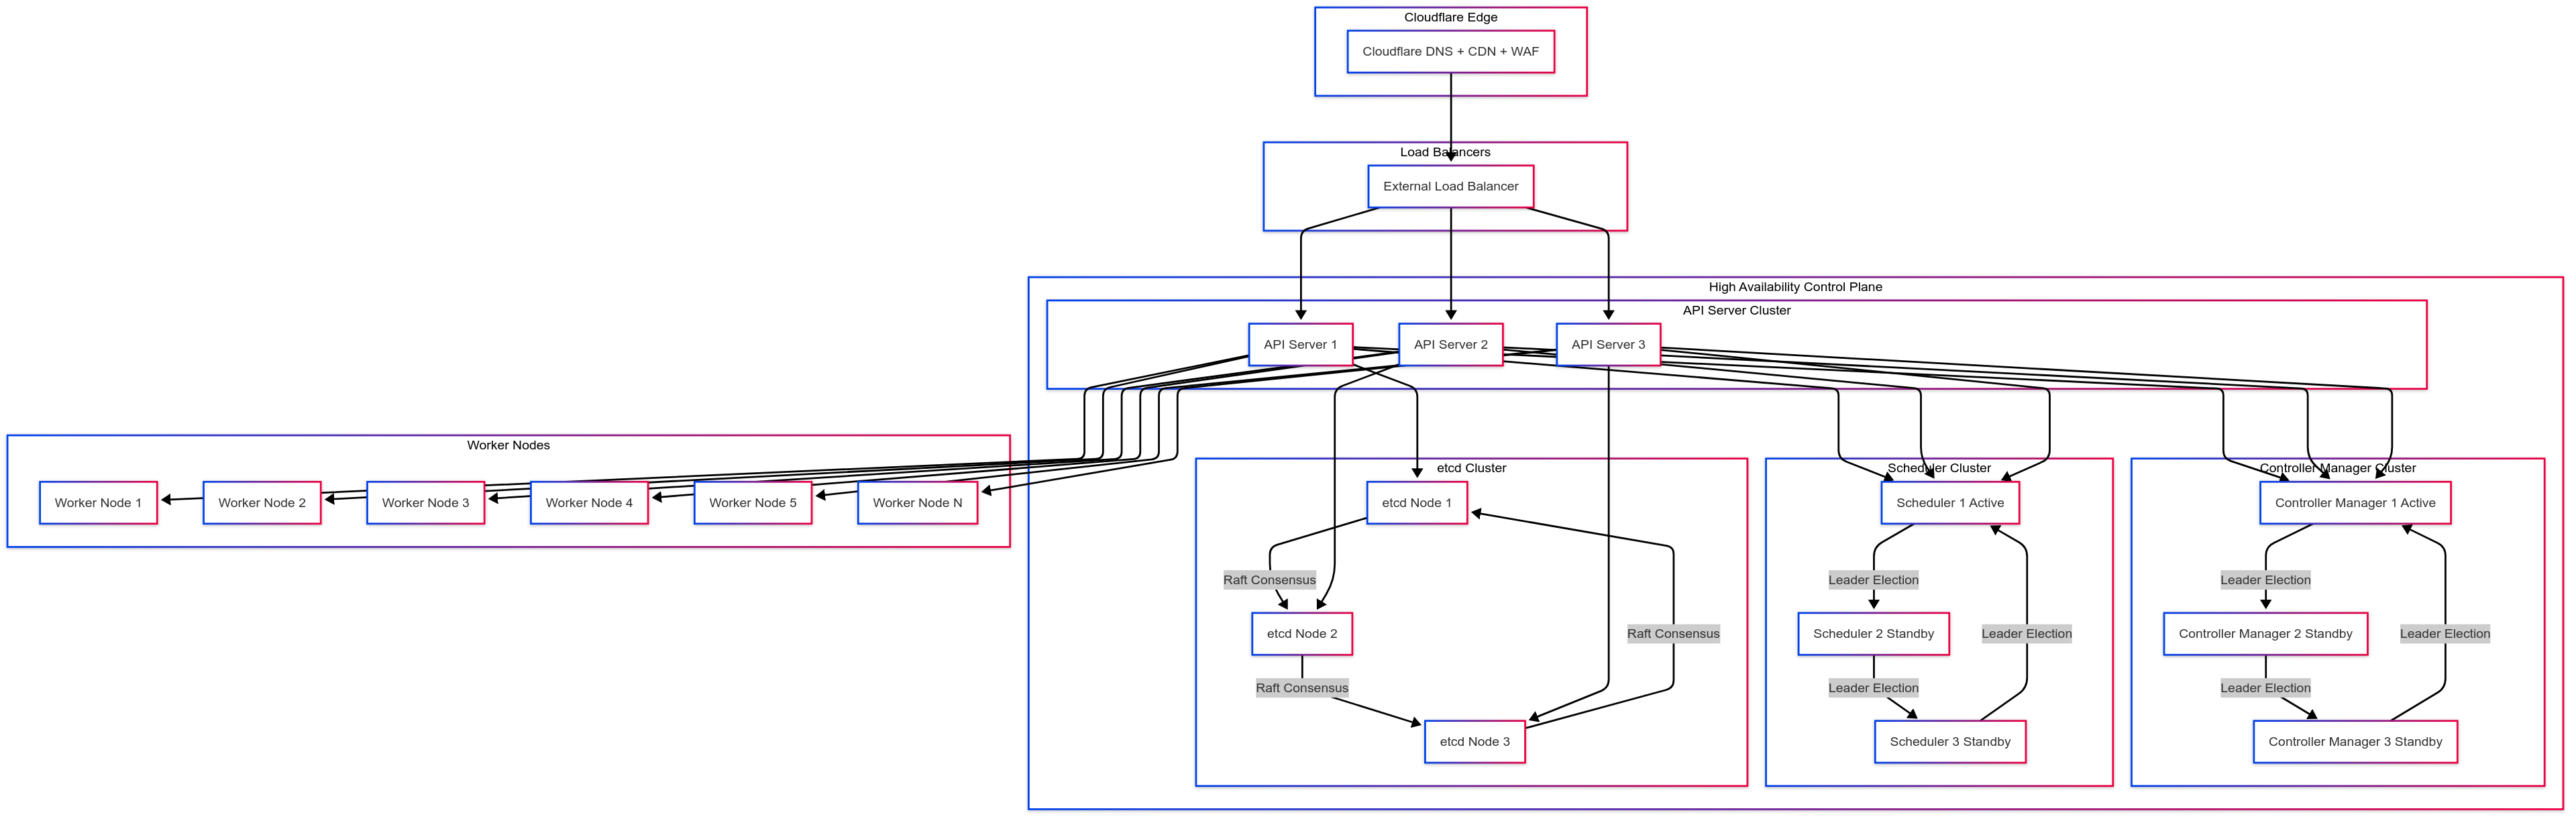 Cloudflare Edge
Cloudflare DNS + CDN + WAF
Load Balancers
External Load Balancer
High Availability Control Plane
API Server Cluster
API Server 1
API Server 2
API Server 3
Worker Nodes
Worker Node 1
Worker Node 2
Worker Node 3
Worker Node 4
Worker Node 5
Worker Node N
etcd Cluster
etcd Node 1
Raft Consensus
etcd Node 2
Raft Consensus
Raft Consensus
etcd Node 3
Scheduler Cluster
Scheduler 1 Active
Leader Election
Scheduler 2 Standby
Leader Election
Leader Election
Scheduler 3 Standby
Controller Manager Cluster
Controller Manager 1 Active
Leader Election
Controller Manager 2 Standby
Leader Election
Leader Election
Controller Manager 3 Standby